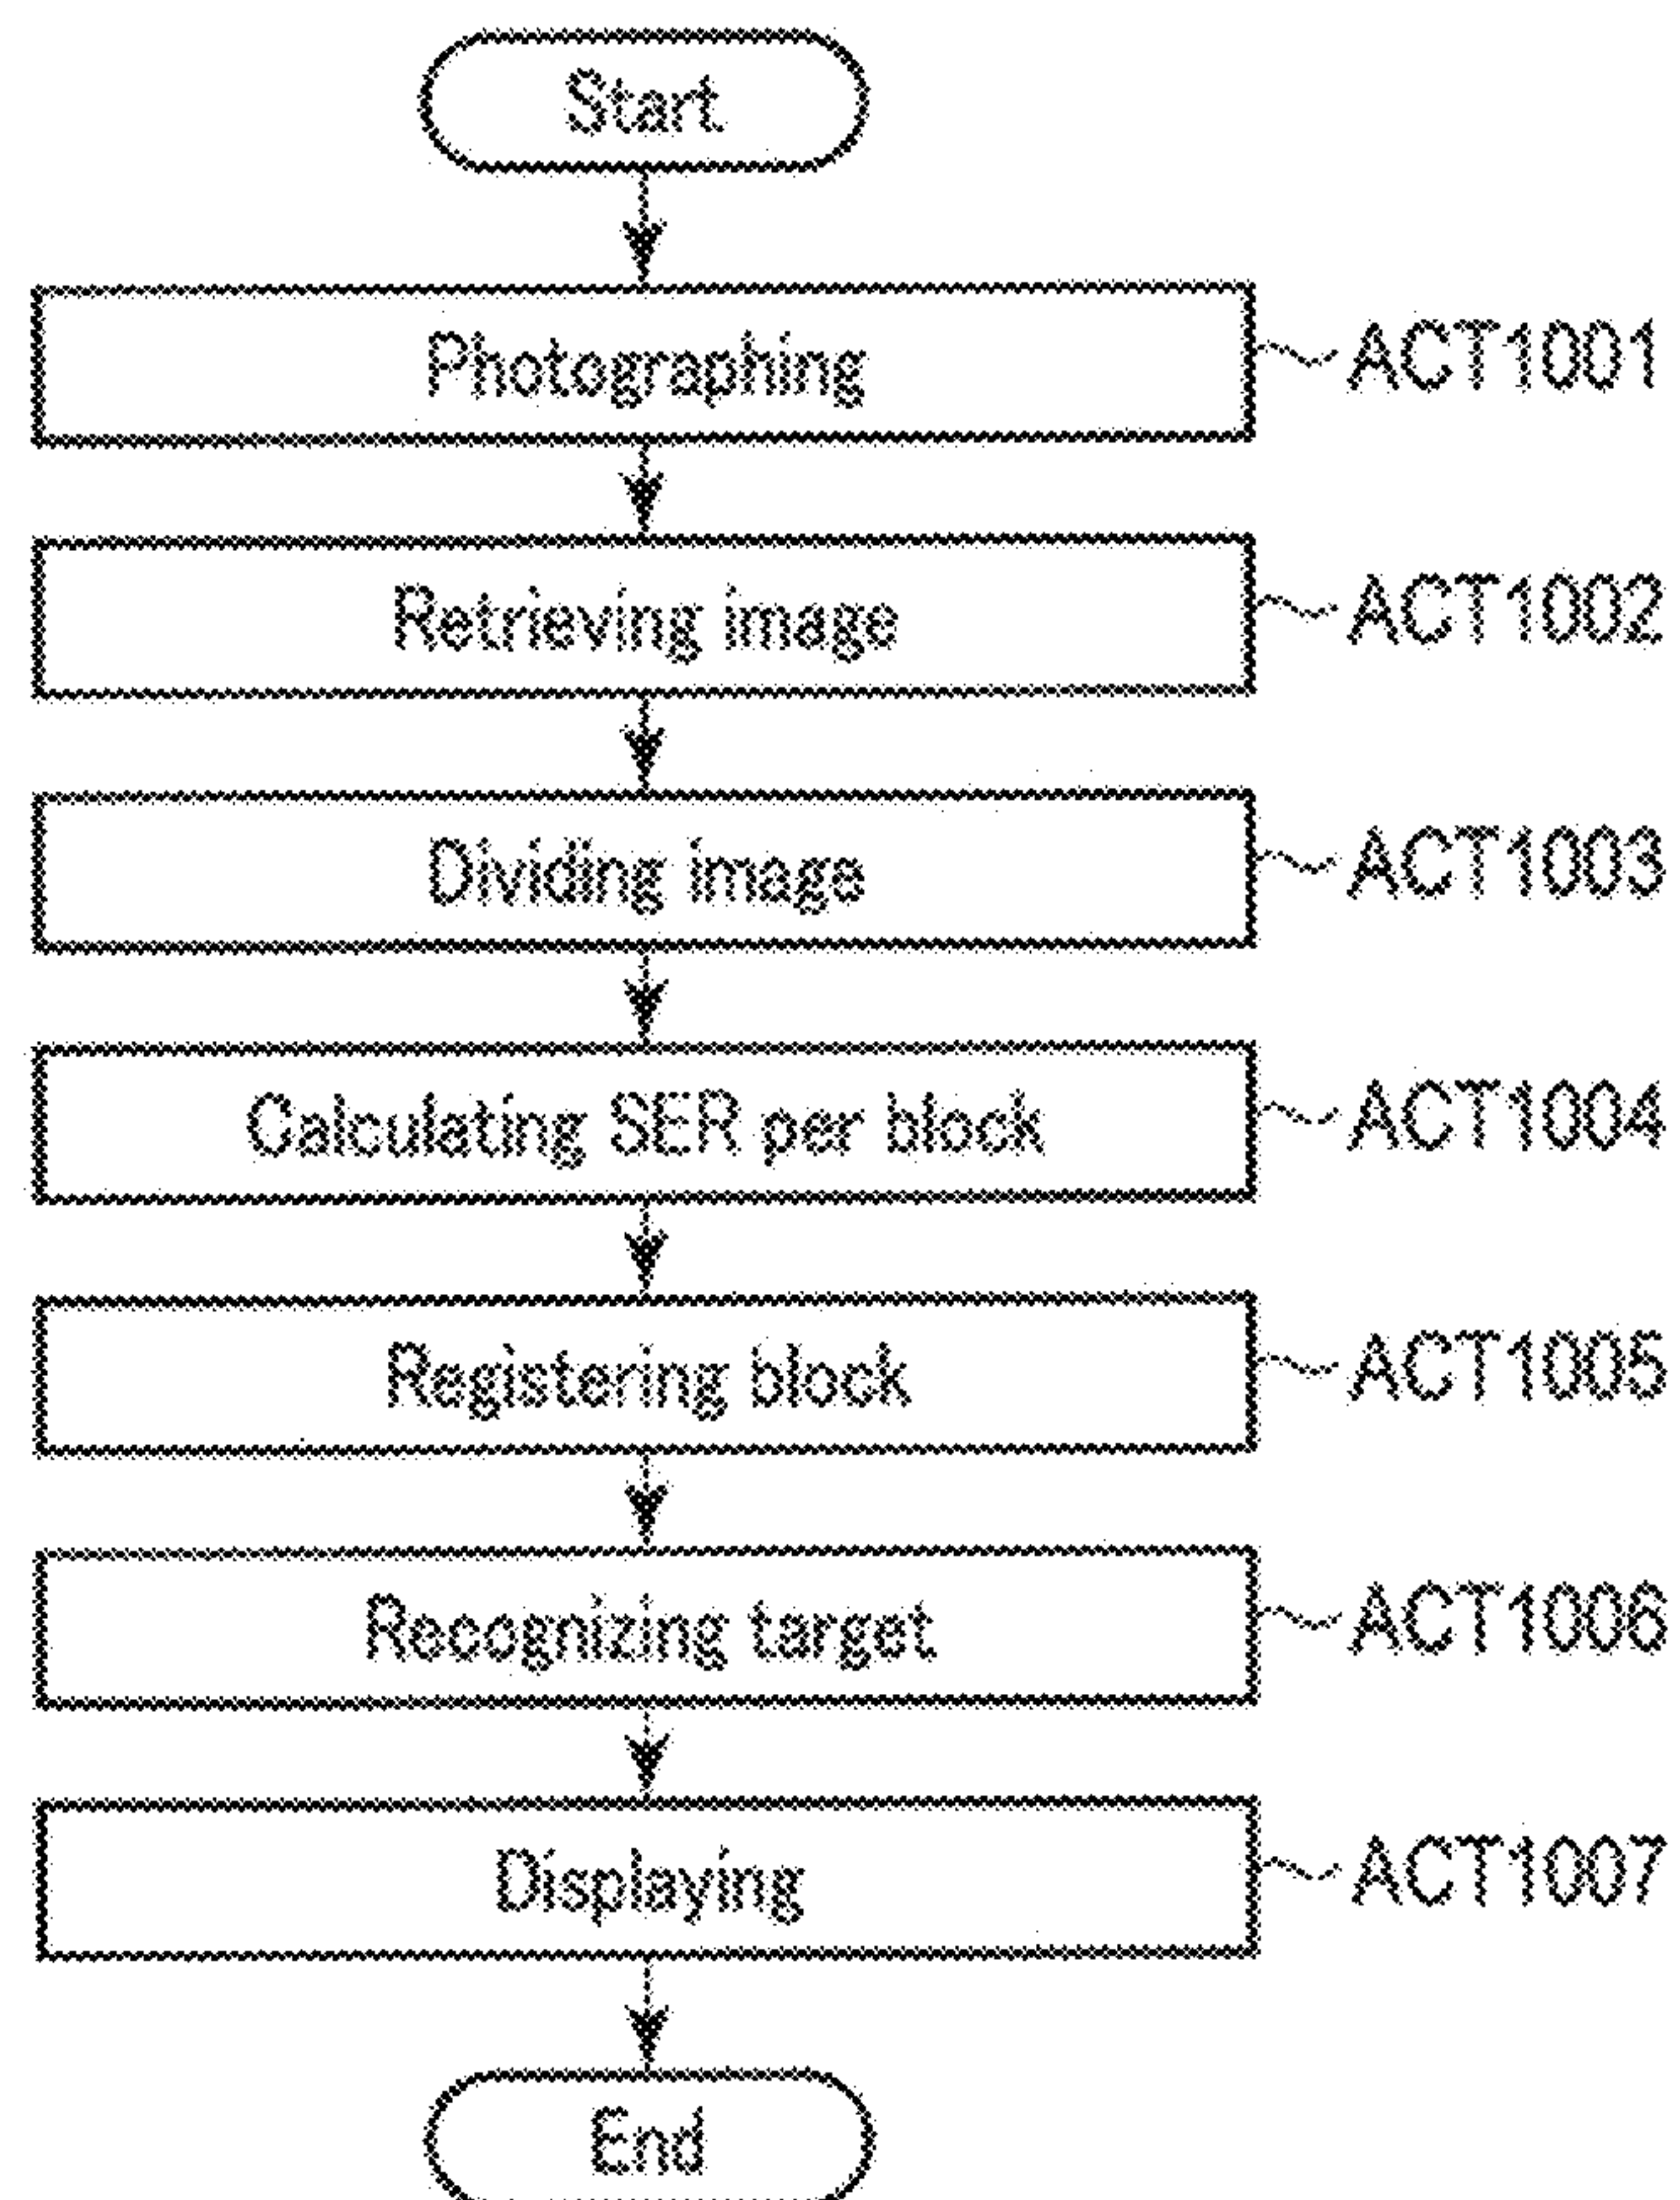 Start
Photographing
ACT1001
Retrieving image
ACT1002
Dividing image
ACT1003
Calculating SER per block
ACT1004
Registering block
ACT1005
Recognizing target
ACT1006
Displaying
ACT1007
End